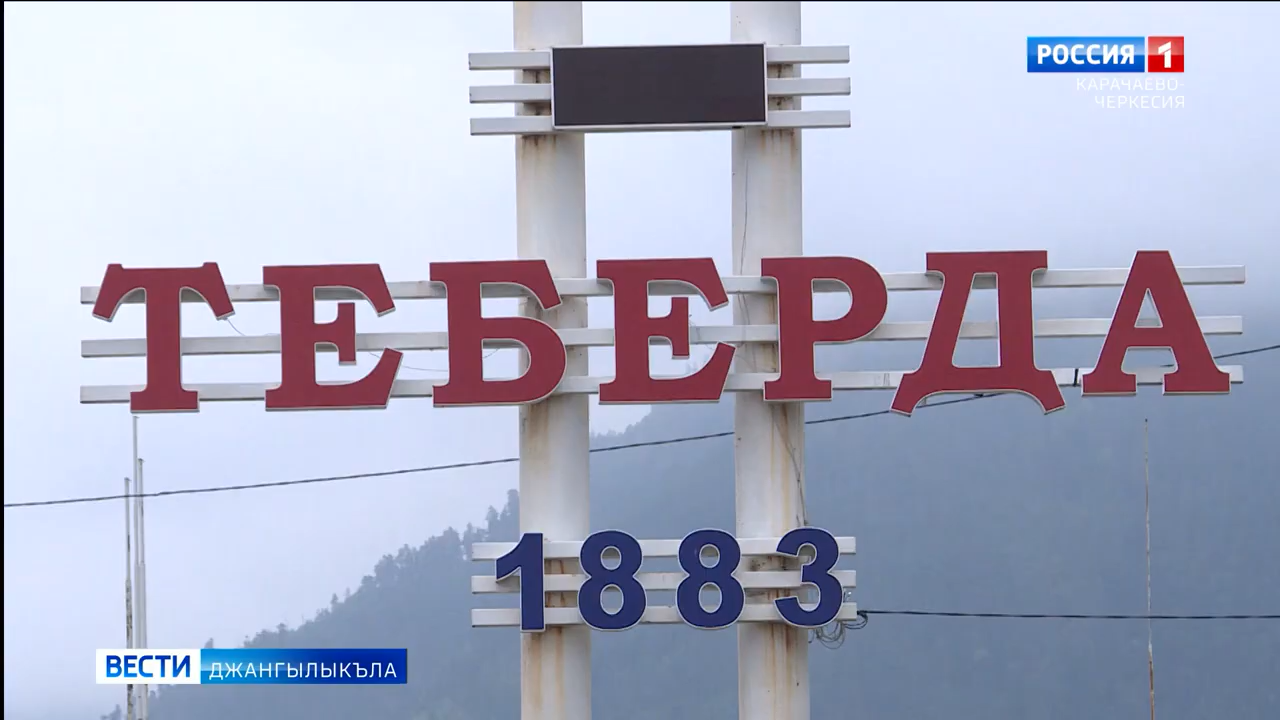 РОССИЯ 1
КАРАЧАЕВО-
ЧЕРКЕСИЯ
ТЕБЕРДА
1883
ВЕСТИ ДЖАНГЫЛЫКЪЛА